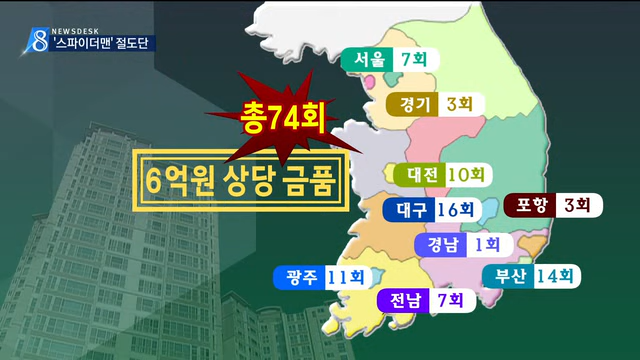 8 NEWSDESK
'스파이더맨' 절도단
서울 7회
경기 3회
총74회
6억원 상당 금품
대전 10회
대구 16회
포항 3회
경남 1회
광주 11회
부산 14회
전남 7회